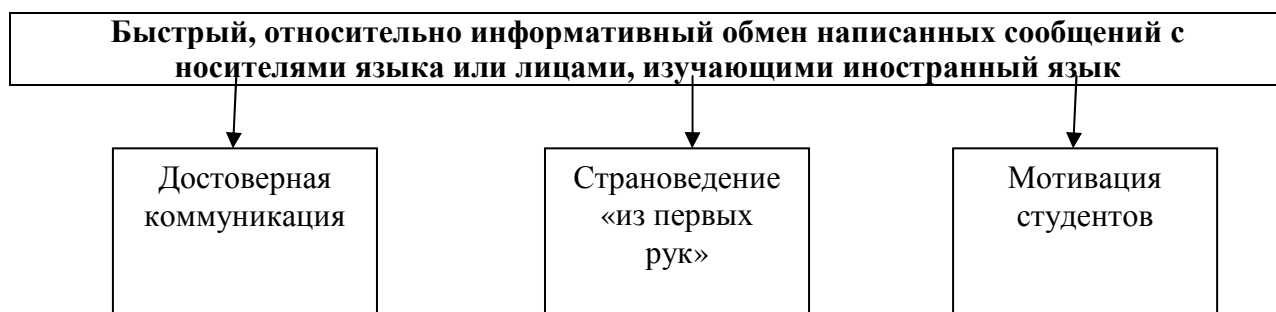 Быстрый, относительно информативный обмен написанных сообщений с
носителями языка или лицами, изучающими иностранный язык
Достоверная
коммуникация
Страноведение
«из первых
рук»
Мотивация
студентов